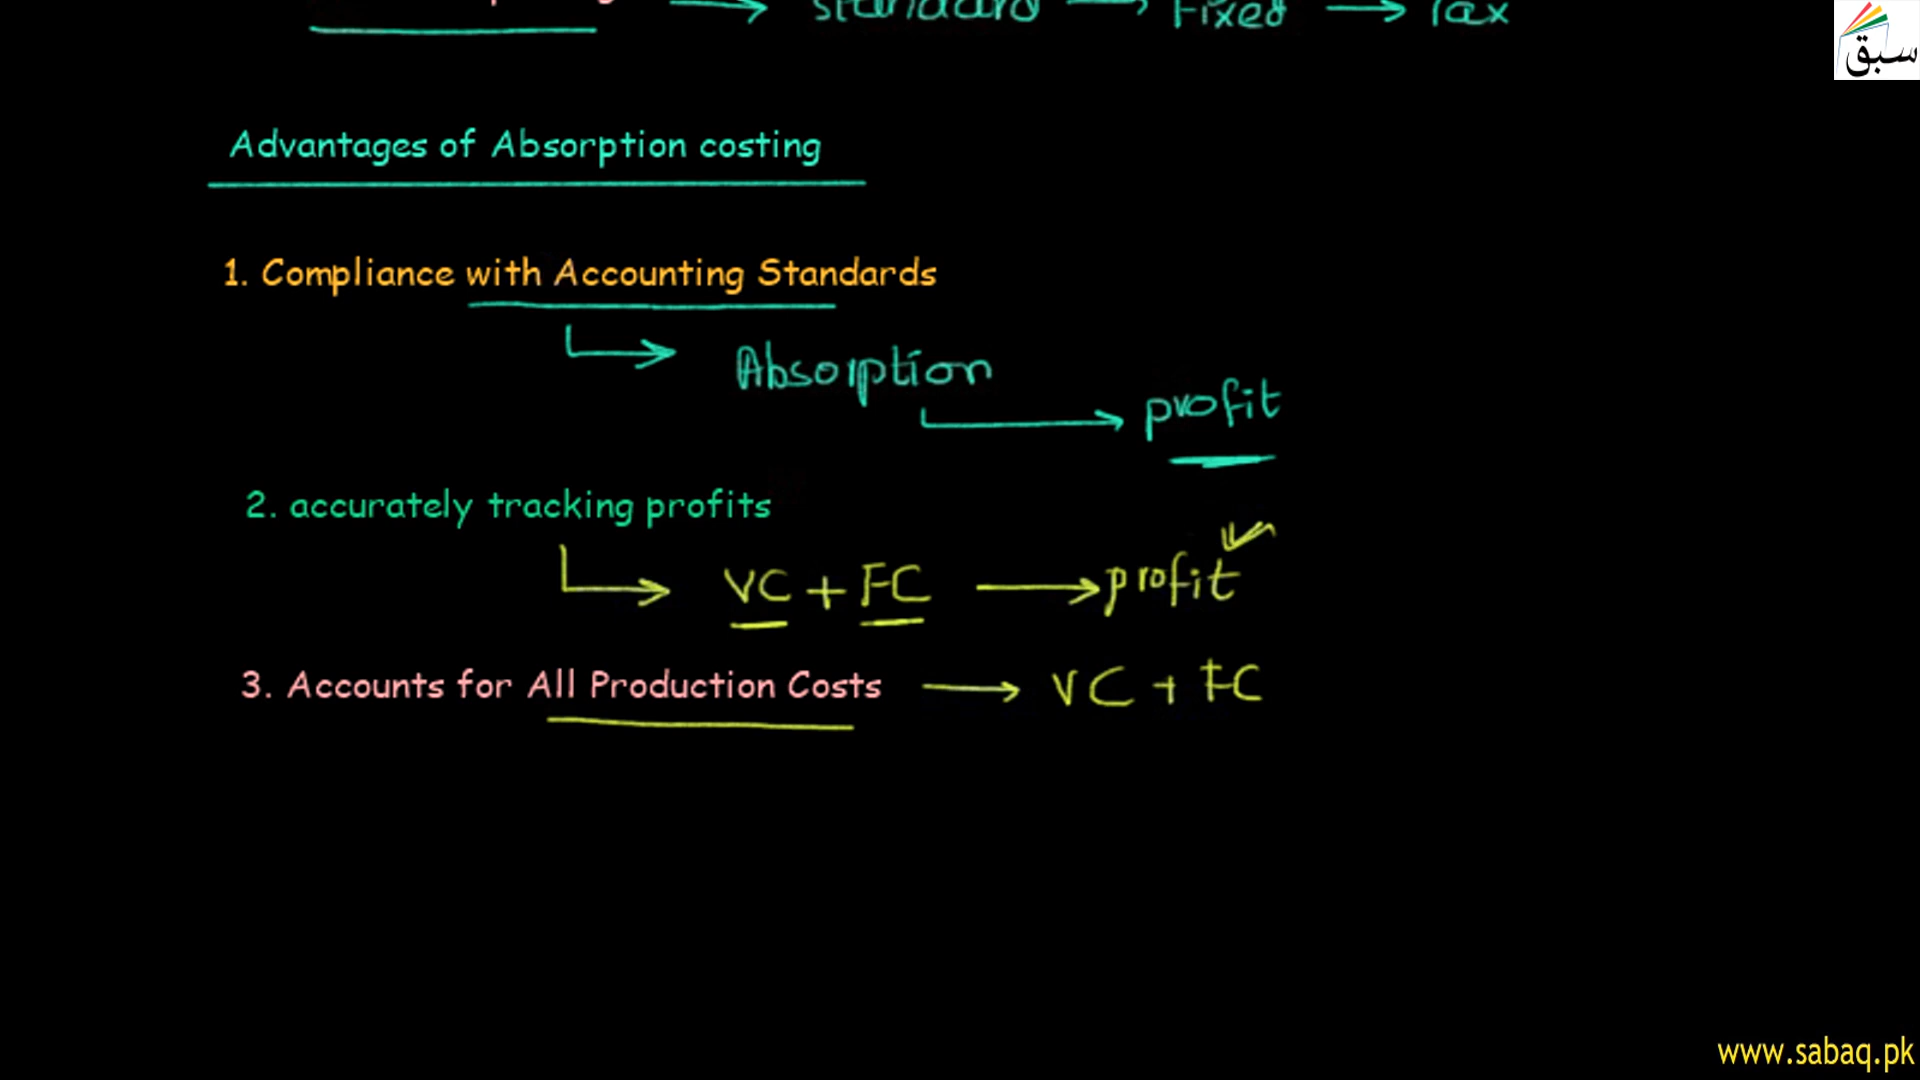 standard → Fixed → Tax
سبق
Advantages of Absorption costing
1. Compliance with Accounting Standards
→ Absorption
→ profit
2. accurately tracking profits
→ VC + FC → profit
3. Accounts for All Production Costs → VC + FC
www.sabaq.pk